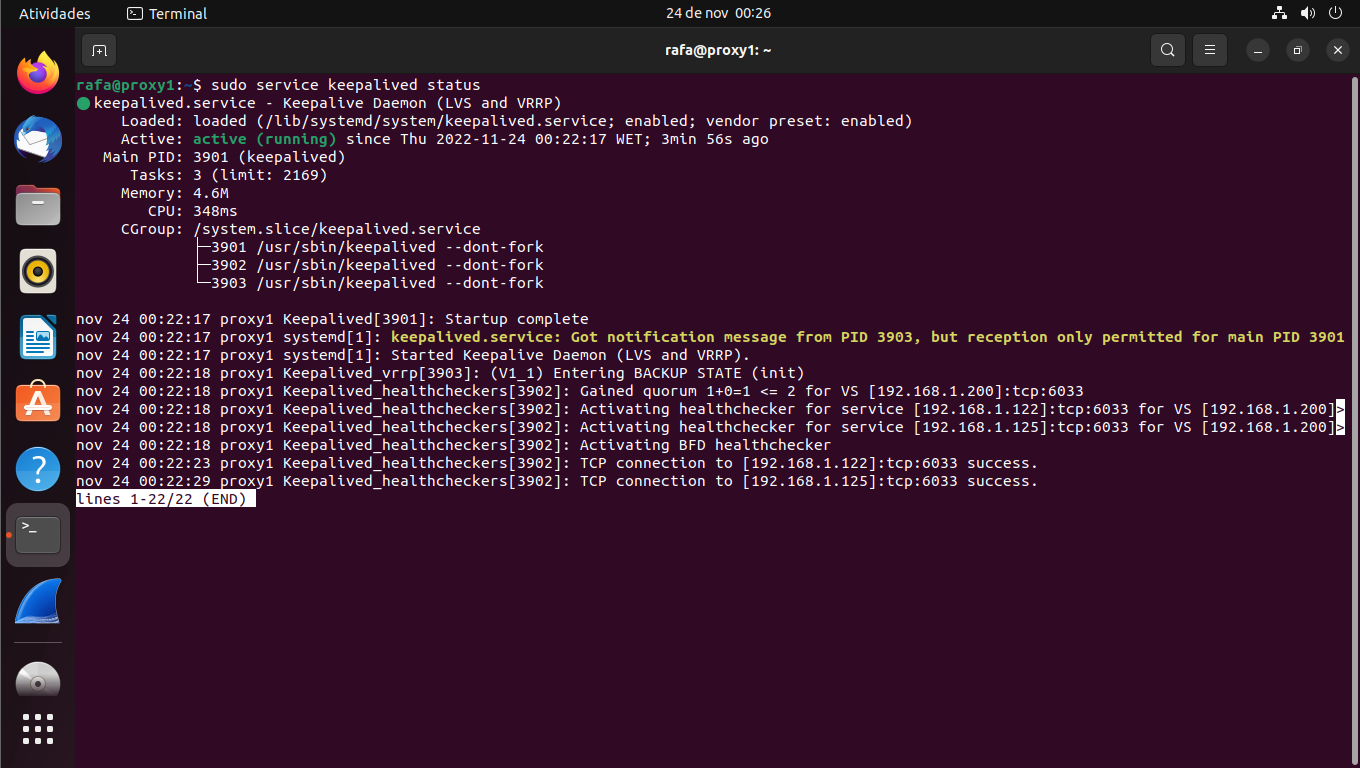 Atividades
Terminal
24 de nov 00:26
rafa@proxy1: ~
rafa@proxy1:~$ sudo service keepalived status
● keepalived.service - Keepalive Daemon (LVS and VRRP)
Loaded: loaded (/lib/systemd/system/keepalived.service; enabled; vendor preset: enabled)
Active: active (running) since Thu 2022-11-24 00:22:17 WET; 3min 56s ago
Main PID: 3901 (keepalived)
Tasks: 3 (limit: 2169)
Memory: 4.6M
CPU: 348ms
CGroup: /system.slice/keepalived.service
├─3901 /usr/sbin/keepalived --dont-fork
├─3902 /usr/sbin/keepalived --dont-fork
└─3903 /usr/sbin/keepalived --dont-fork
nov 24 00:22:17 proxy1 Keepalived[3901]: Startup complete
nov 24 00:22:17 proxy1 systemd[1]: keepalived.service: Got notification message from PID 3903, but reception only permitted for main PID 3901
nov 24 00:22:17 proxy1 systemd[1]: Started Keepalive Daemon (LVS and VRRP).
nov 24 00:22:18 proxy1 Keepalived_vrrp[3903]: (V1_1) Entering BACKUP STATE (init)
nov 24 00:22:18 proxy1 Keepalived_healthcheckers[3902]: Gained quorum 1+0=1 <= 2 for VS [192.168.1.200]:tcp:6033
nov 24 00:22:18 proxy1 Keepalived_healthcheckers[3902]: Activating healthchecker for service [192.168.1.122]:tcp:6033 for VS [192.168.1.200]>
nov 24 00:22:18 proxy1 Keepalived_healthcheckers[3902]: Activating healthchecker for service [192.168.1.125]:tcp:6033 for VS [192.168.1.200]>
nov 24 00:22:18 proxy1 Keepalived_healthcheckers[3902]: Activating BFD healthchecker
nov 24 00:22:23 proxy1 Keepalived_healthcheckers[3902]: TCP connection to [192.168.1.122]:tcp:6033 success.
nov 24 00:22:29 proxy1 Keepalived_healthcheckers[3902]: TCP connection to [192.168.1.125]:tcp:6033 success.
lines 1-22/22 (END)